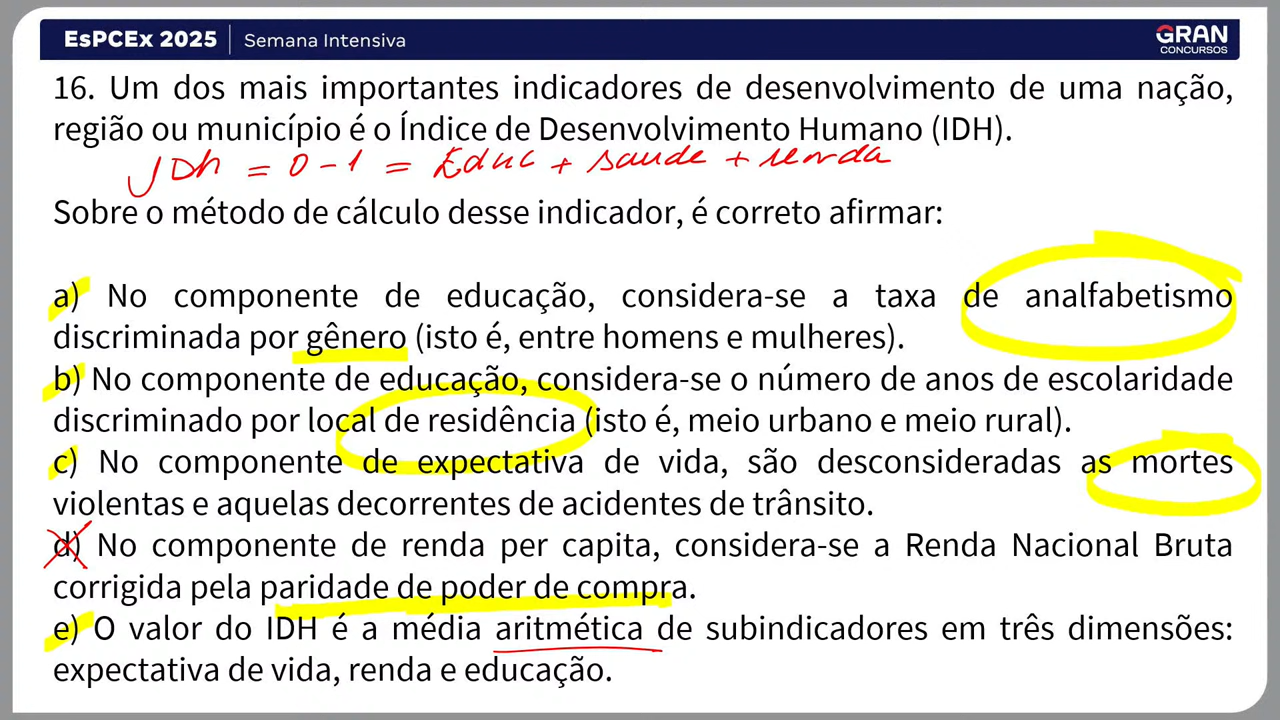 EsPCEx 2025 | Semana Intensiva
GRAN
CONCURSOS
16. Um dos mais importantes indicadores de desenvolvimento de uma nação,
região ou município é o Índice de Desenvolvimento Humano (IDH).
IDh = 0 - 1 = Educ + saude + renda
Sobre o método de cálculo desse indicador, é correto afirmar:
a) No componente de educação, considera-se a taxa de analfabetismo
discriminada por gênero (isto é, entre homens e mulheres).
b) No componente de educação, considera-se o número de anos de escolaridade
discriminado por local de residência (isto é, meio urbano e meio rural).
c) No componente de expectativa de vida, são desconsideradas as mortes
violentas e aquelas decorrentes de acidentes de trânsito.
d) No componente de renda per capita, considera-se a Renda Nacional Bruta
corrigida pela paridade de poder de compra.
e) O valor do IDH é a média aritmética de subindicadores em três dimensões:
expectativa de vida, renda e educação.